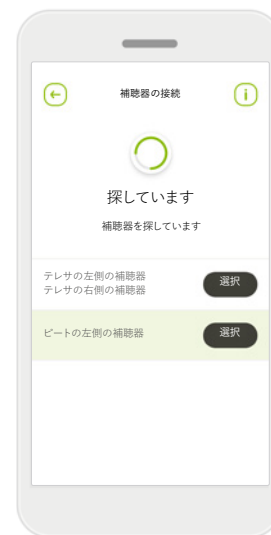 補聴器の接続
探しています
補聴器を探しています
テレサの左側の補聴器
テレサの右側の補聴器
選択
ピートの左側の補聴器
選択